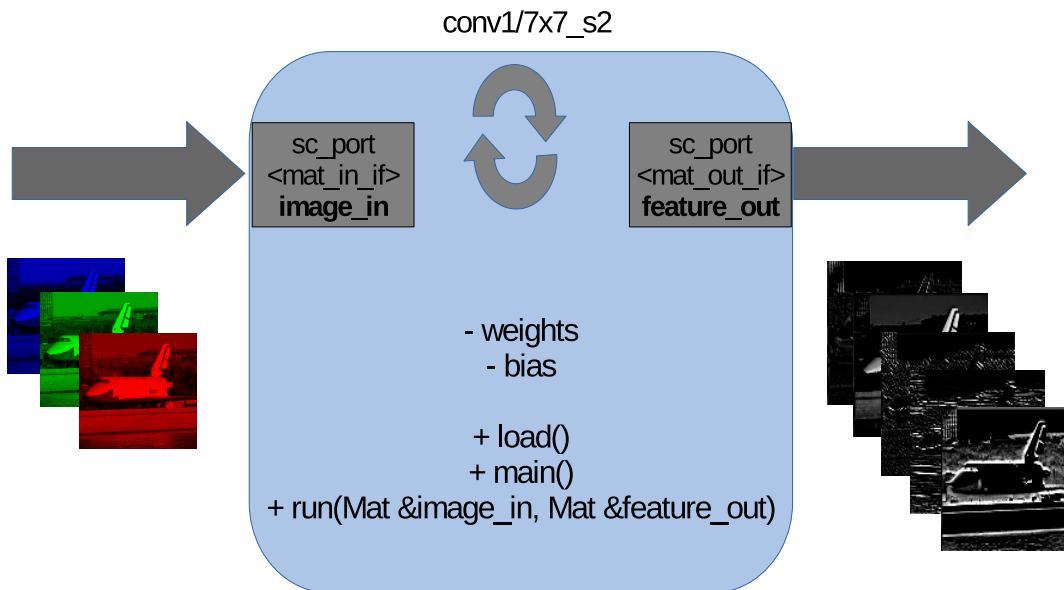 conv1/7x7_s2
sc_port
<mat_in_if>
image_in
sc_port
<mat_out_if>
feature_out
- weights
- bias
+ load()
+ main()
+ run(Mat &image_in, Mat &feature_out)